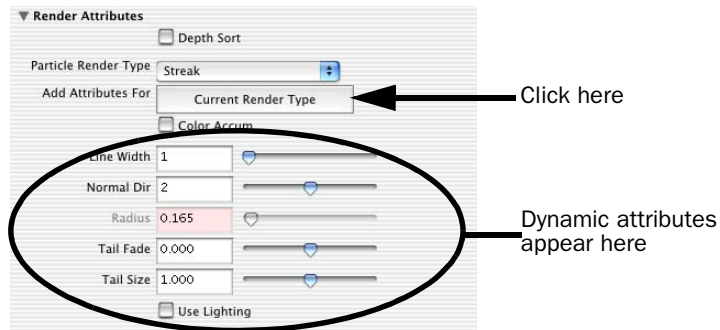 Render Attributes
Depth Sort
Particle Render Type Streak
Add Attributes For Current Render Type
Click here
Color Accum
Line Width 1
Normal Dir 2
Radius 0.165
Dynamic attributes
appear here
Tail Fade 0.000
Tail Size 1.000
Use Lighting